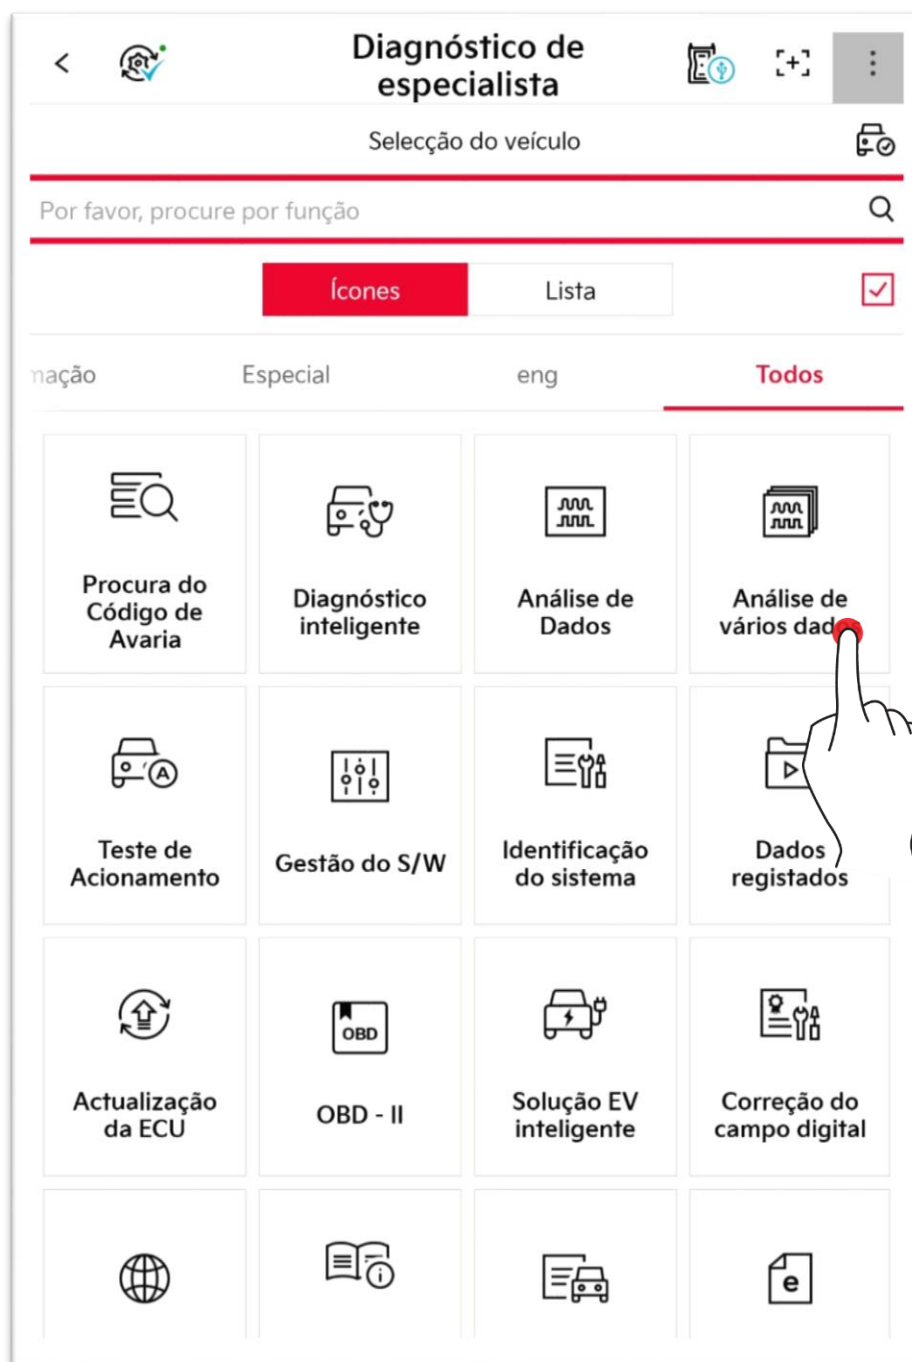 Diagnóstico de
especialista
Selecção do veículo
Por favor, procure por função
Ícones
Lista
Especial
eng
Todos
Procura do
Código de
Avaria
Diagnóstico
inteligente
Análise de
Dados
Análise de
vários dados
Teste de
Acionamento
Gestão do S/W
Identificação
do sistema
Dados
registados
Actualização
da ECU
OBD
OBD - II
Solução EV
inteligente
Correção do
campo digital